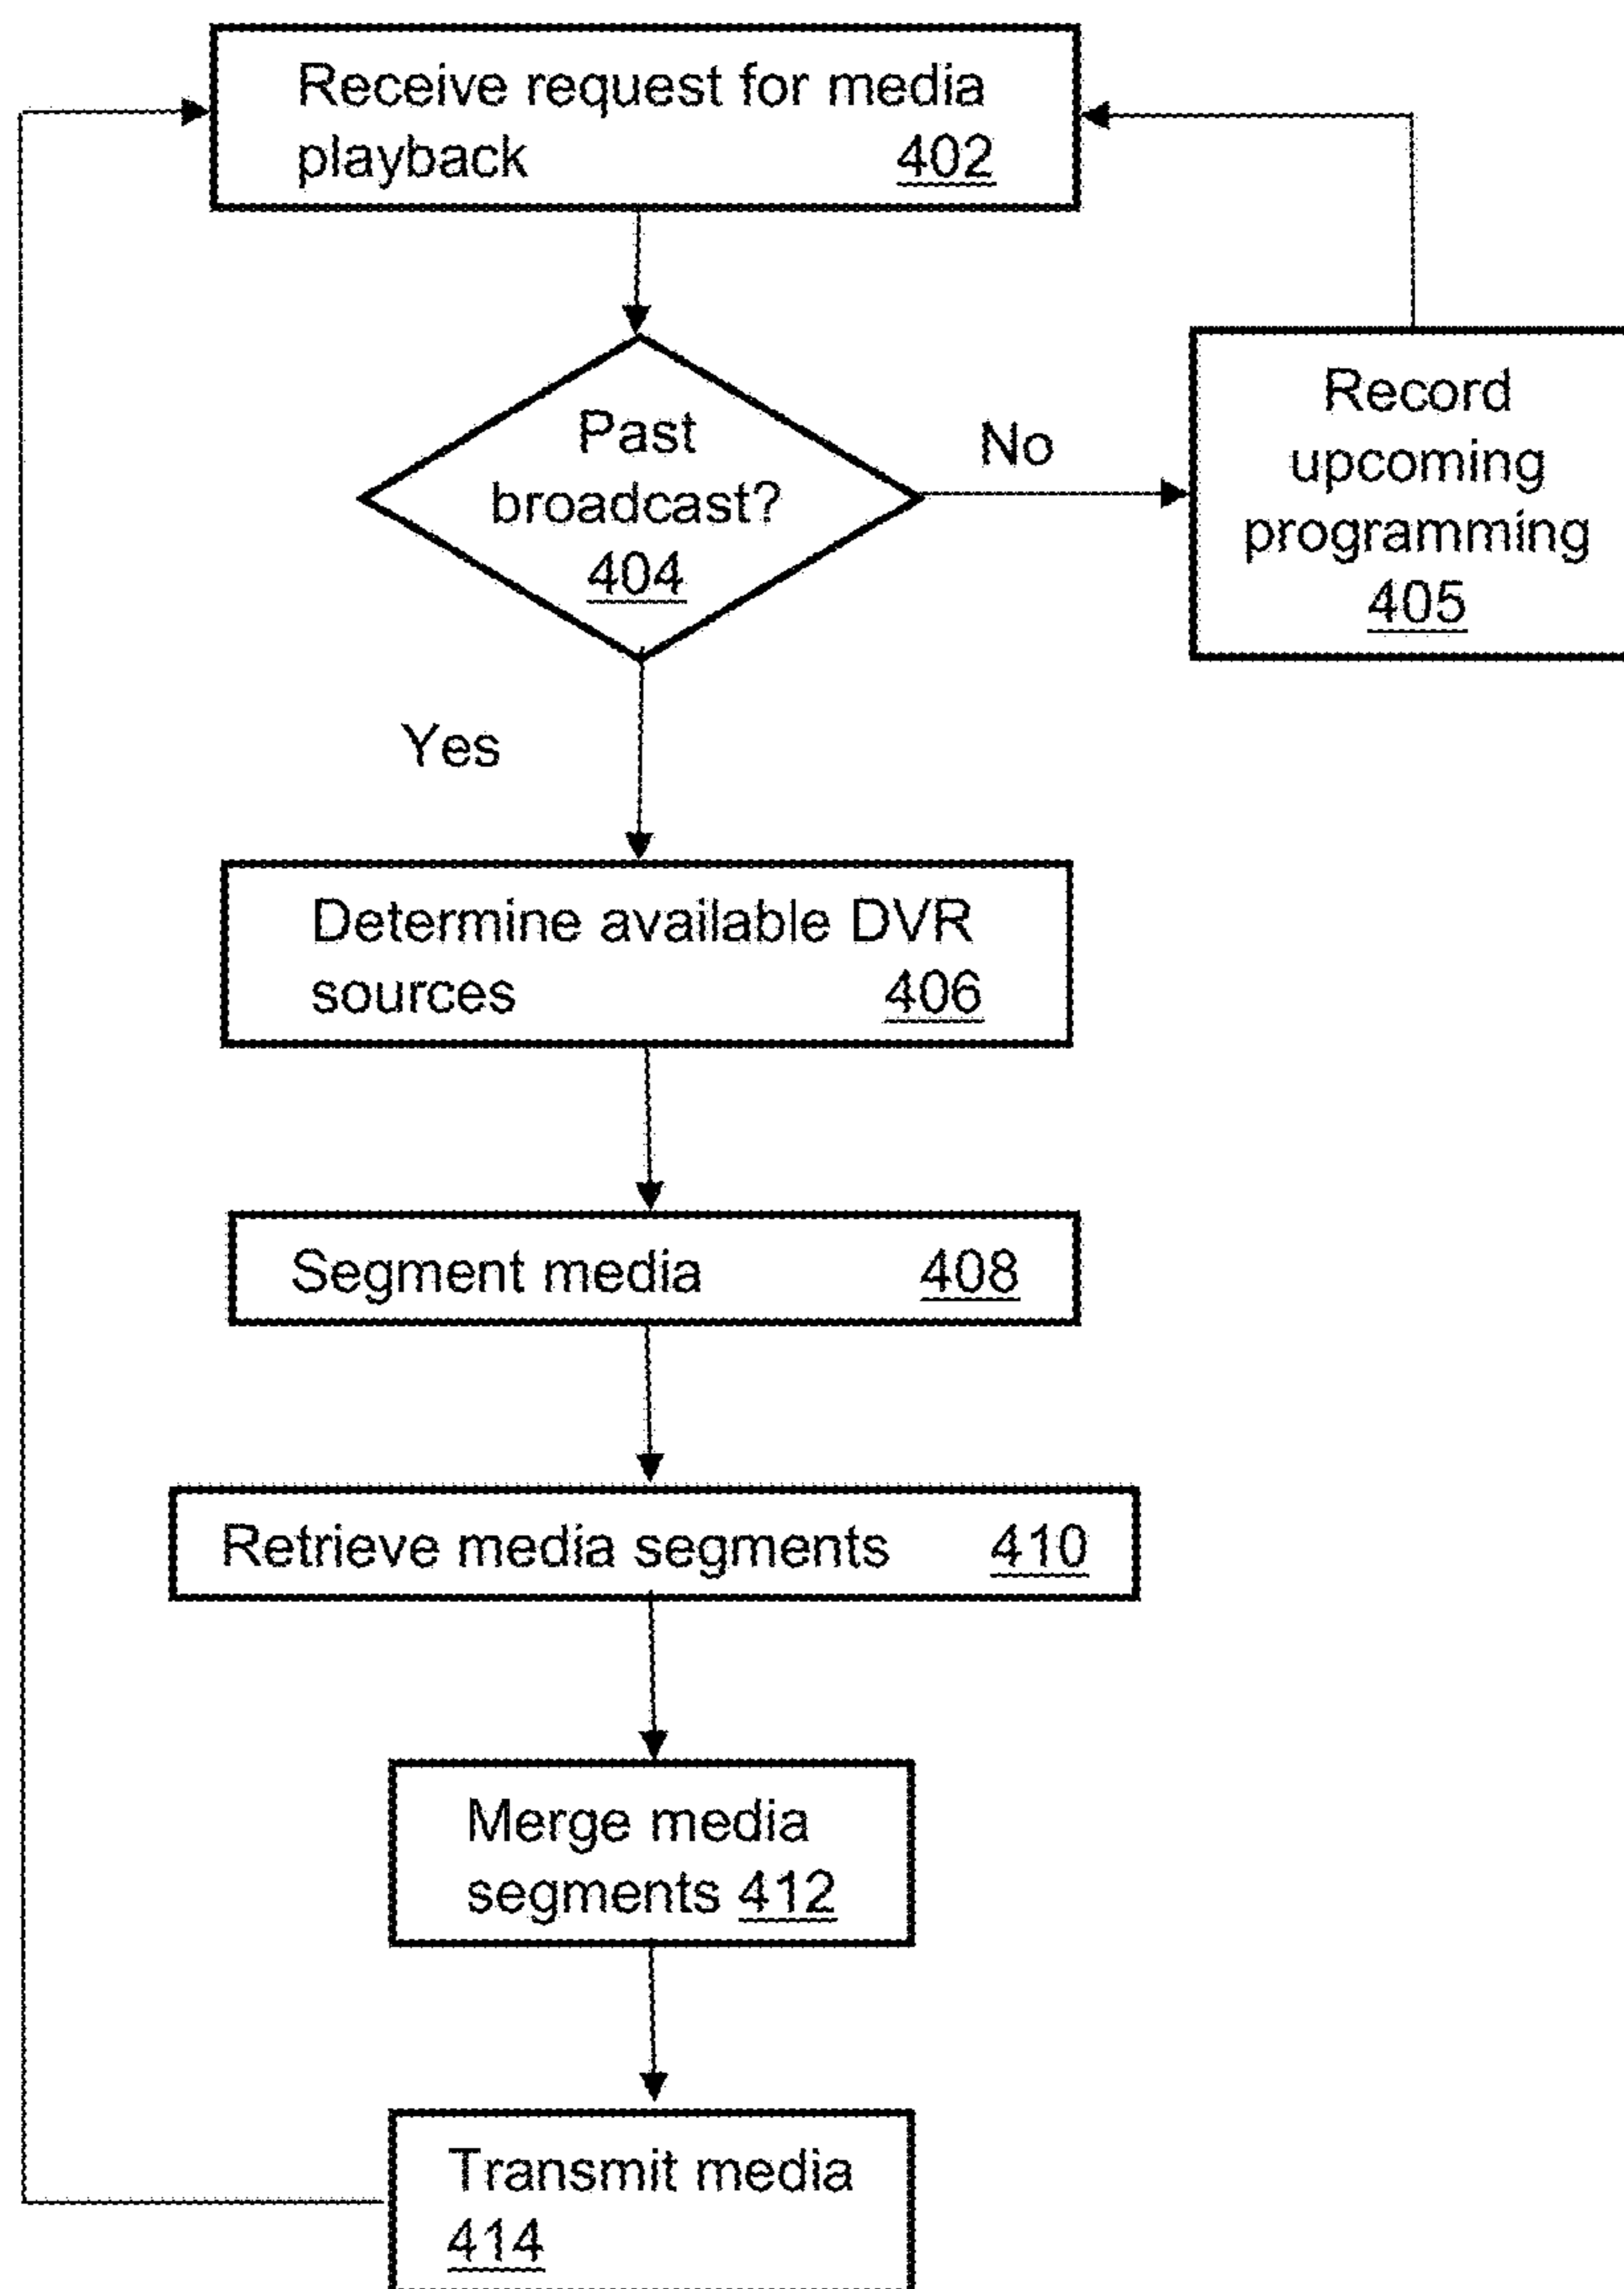 Receive request for media
playback 402
Past
broadcast?
404
No
Record
upcoming
programming
405
Yes
Determine available DVR
sources 406
Segment media 408
Retrieve media segments 410
Merge media
segments 412
Transmit media
414